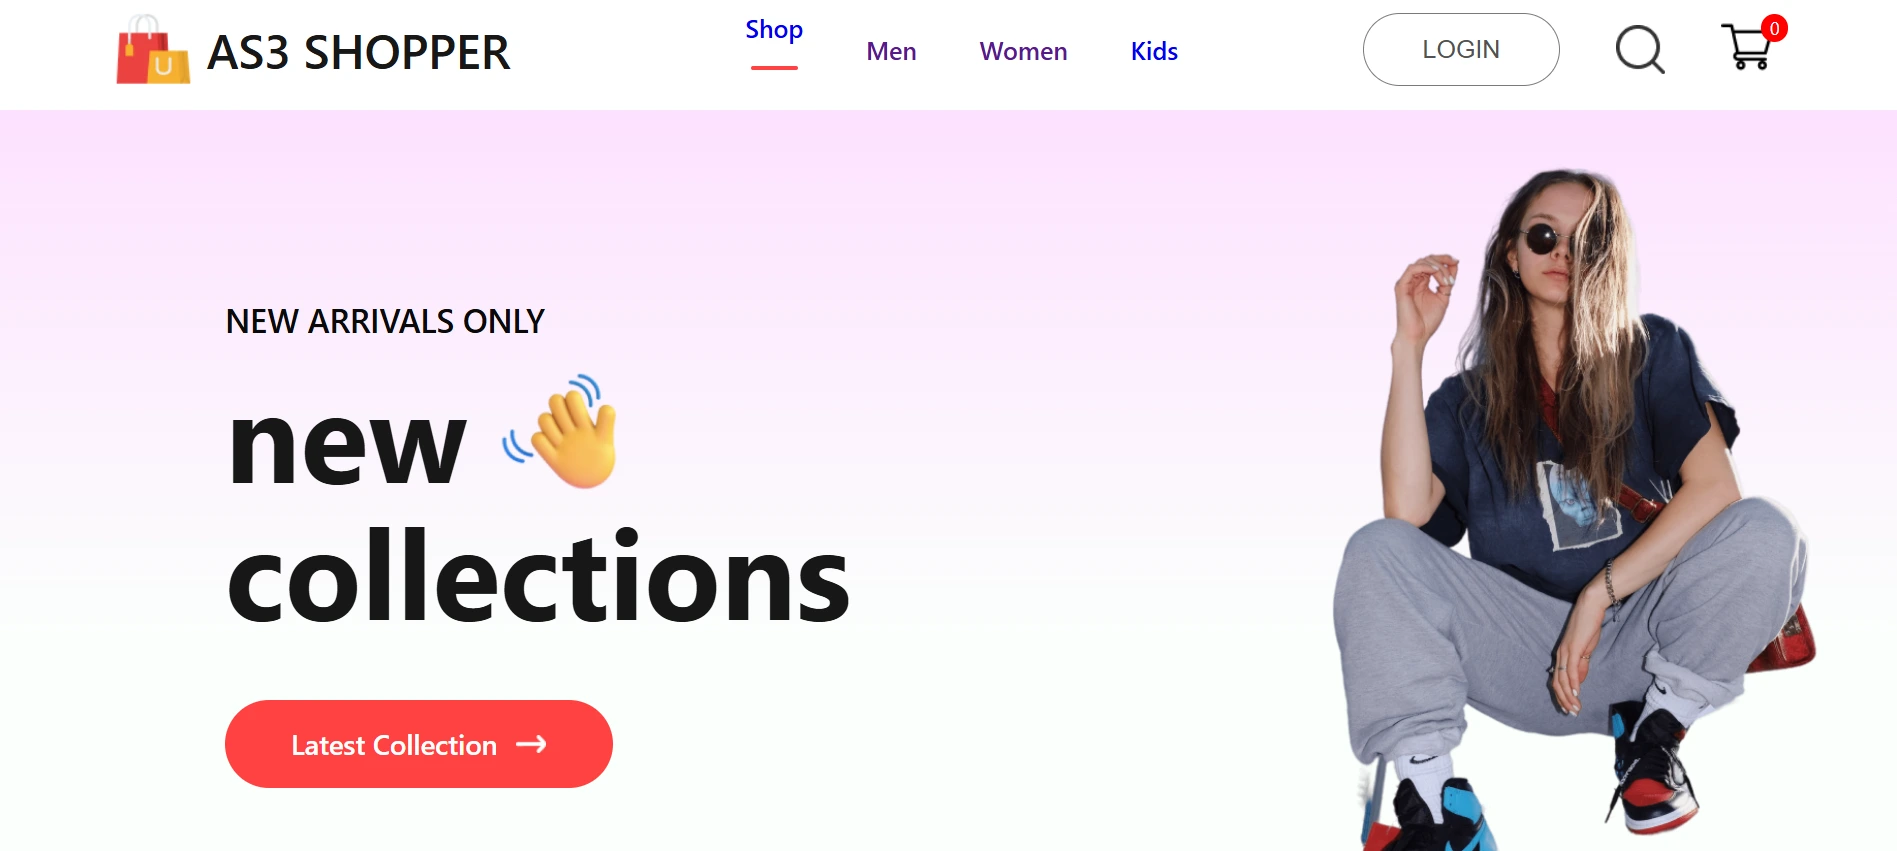 AS3 SHOPPER
Shop
Men
Women
Kids
LOGIN
0
NEW ARRIVALS ONLY
new
collections
Latest Collection →